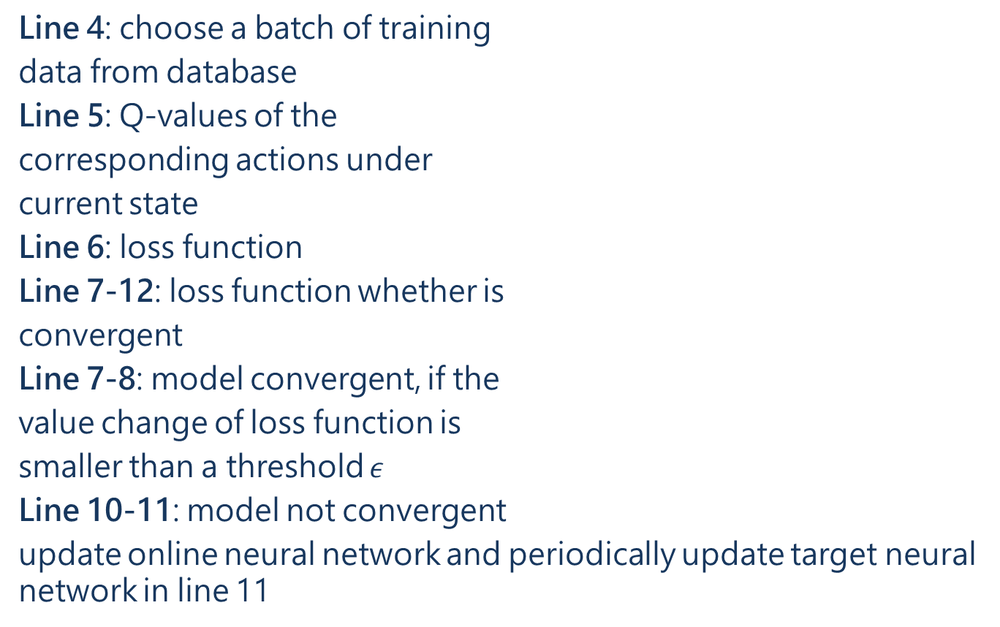 Line 4: choose a batch of training
data from database
Line 5: Q-values of the
corresponding actions under
current state
Line 6: loss function
Line 7-12: loss function whether is
convergent
Line 7-8: model convergent, if the
value change of loss function is
smaller than a threshold ϵ
Line 10-11: model not convergent
update online neural network and periodically update target neural
network in line 11